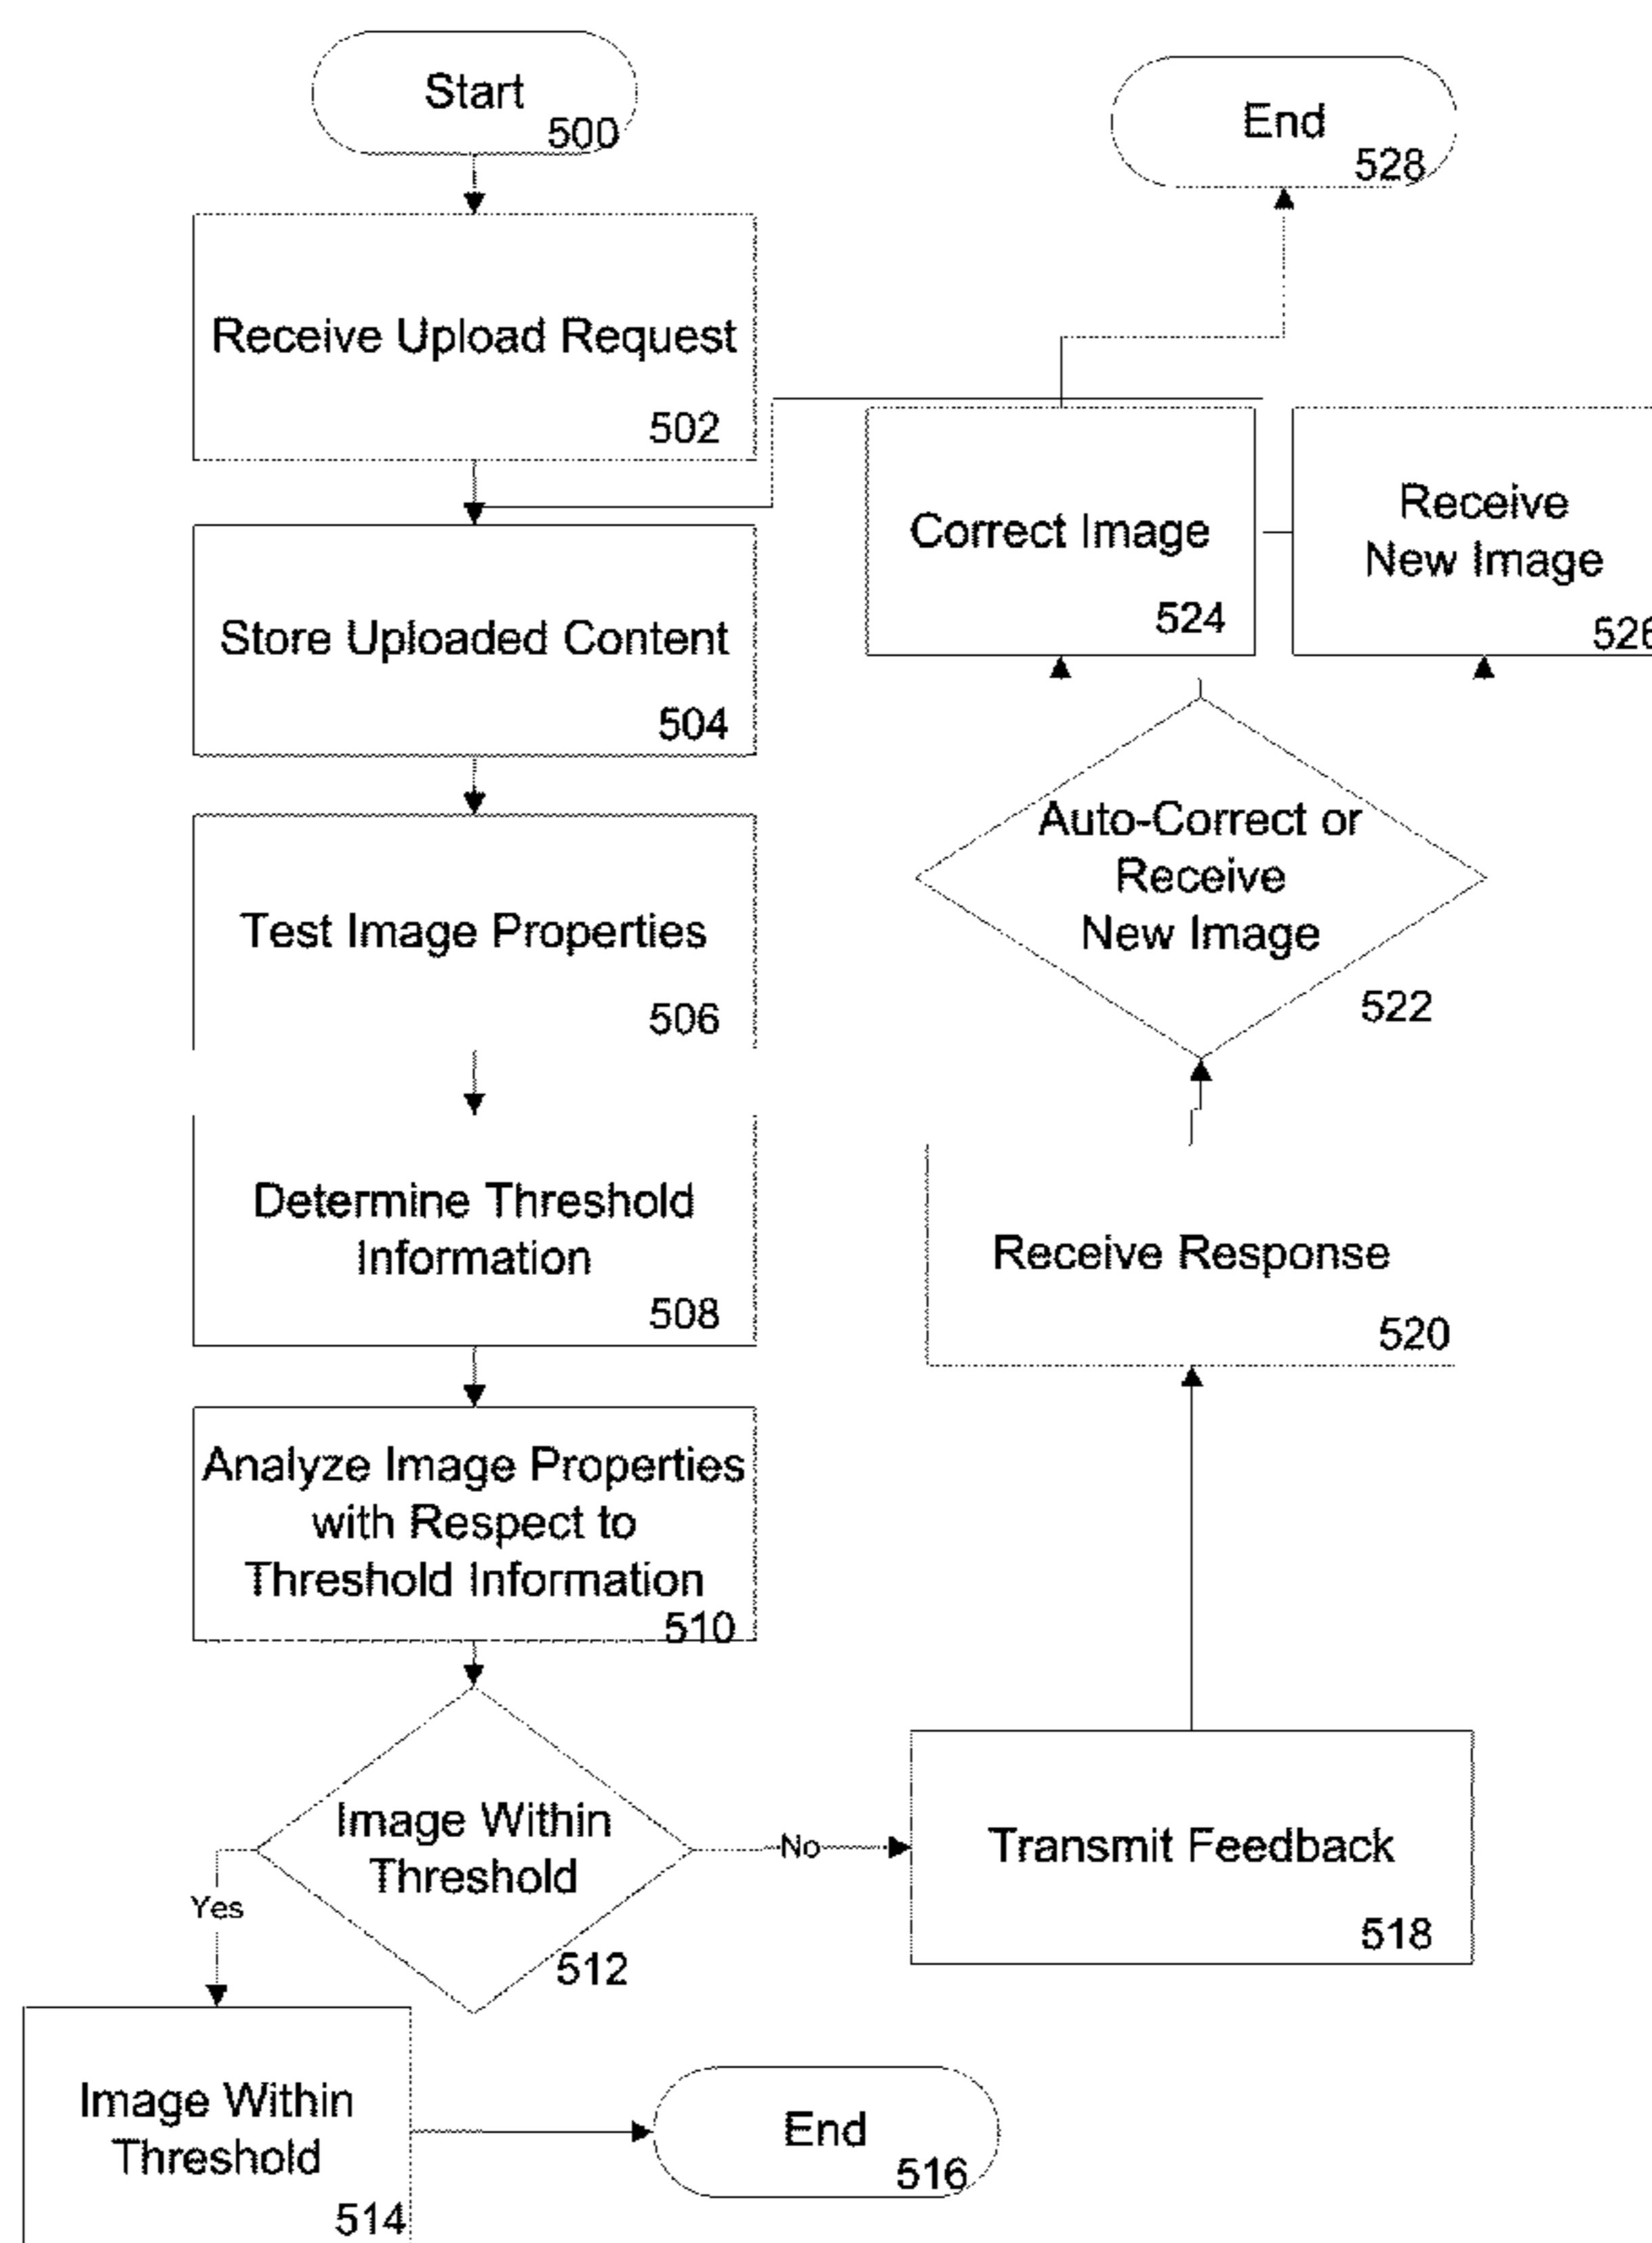 Start
500
Receive Upload Request
502
Store Uploaded Content
504
Test Image Properties
506
Determine Threshold
Information
508
Analyze Image Properties
with Respect to
Threshold Information
510
Image Within
Threshold
512
Yes
No
Image Within
Threshold
514
End
516
Transmit Feedback
518
Receive Response
520
Auto-Correct or
Receive
New Image
522
Correct Image
524
Receive
New Image
526
End
528